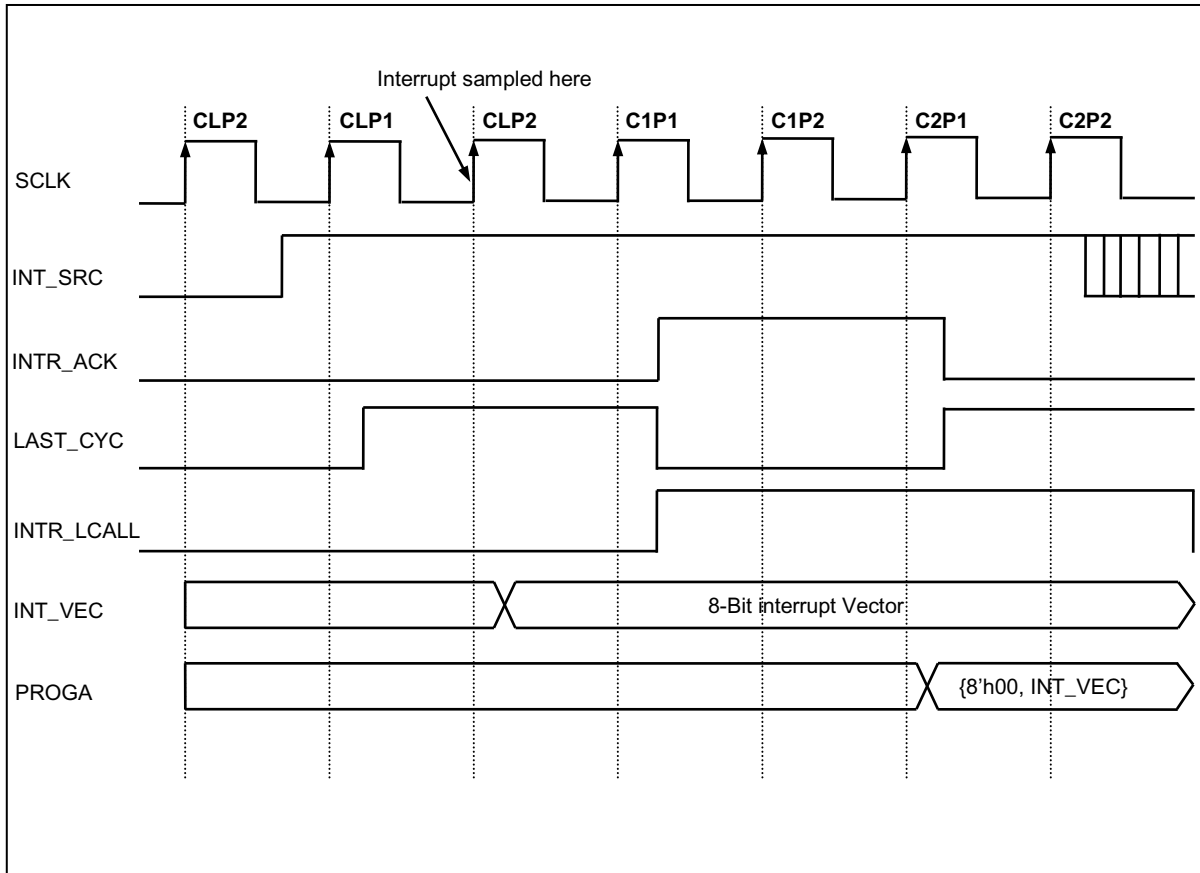 Interrupt sampled here
CLP2 CLP1 CLP2 C1P1 C1P2 C2P1 C2P2
SCLK
INT_SRC
INTR_ACK
LAST_CYC
INTR_LCALL
INT_VEC 8-Bit interrupt Vector
PROGA {8’h00, INT_VEC}